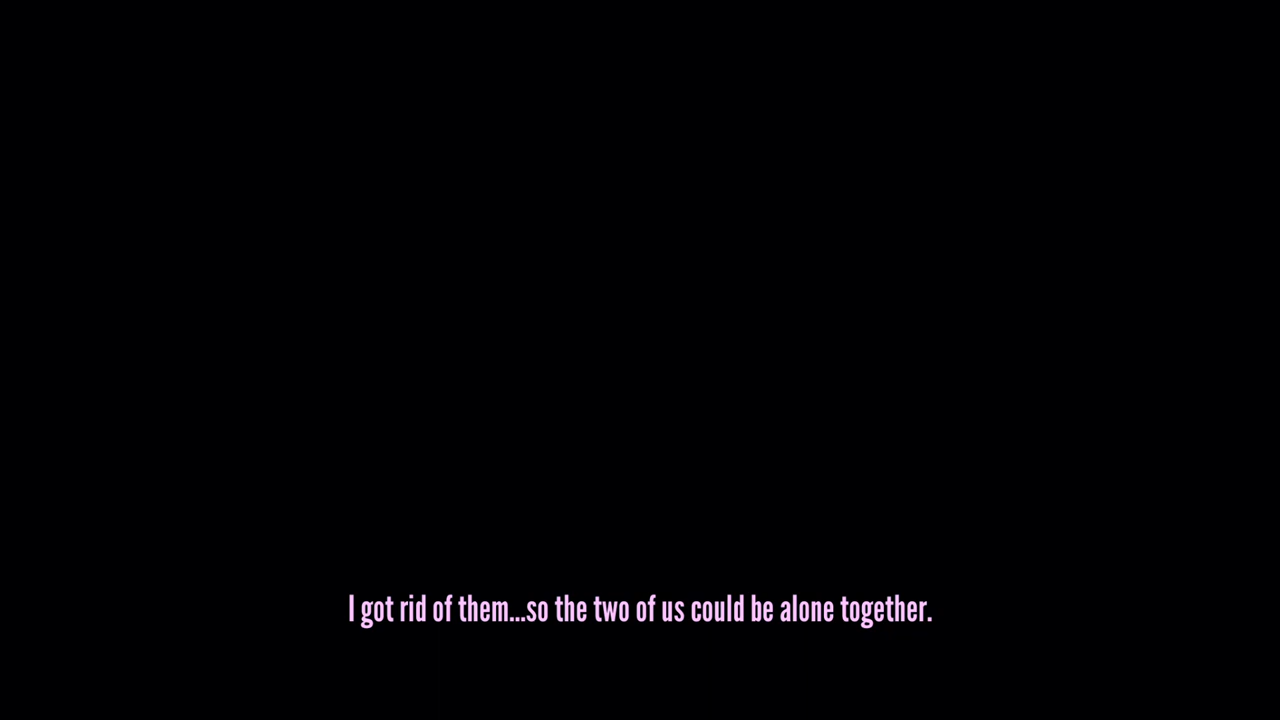 I got rid of them...so the two of us could be alone together.